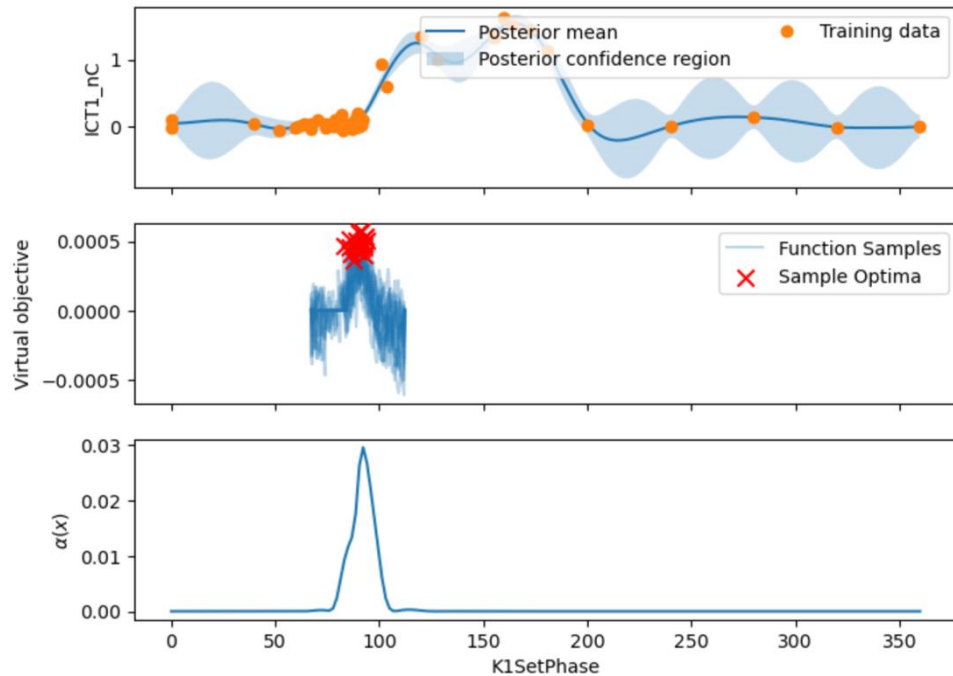 Posterior mean
Posterior confidence region
Training data
ICT1_nC
1
0
Function Samples
Sample Optima
Virtual objective
0.0005
0.0000
−0.0005
α(x)
0.03
0.02
0.01
0.00
0 50 100 150 200 250 300 350
K1SetPhase